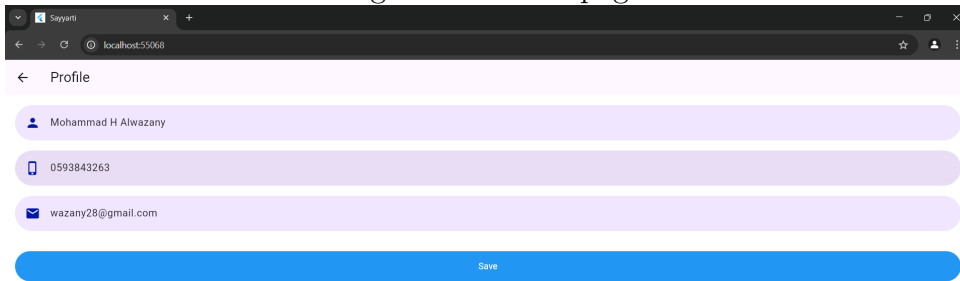 Sayyarti
localhost:55068
Profile
Mohammad H Alwazany
0593843263
wazany28@gmail.com
Save